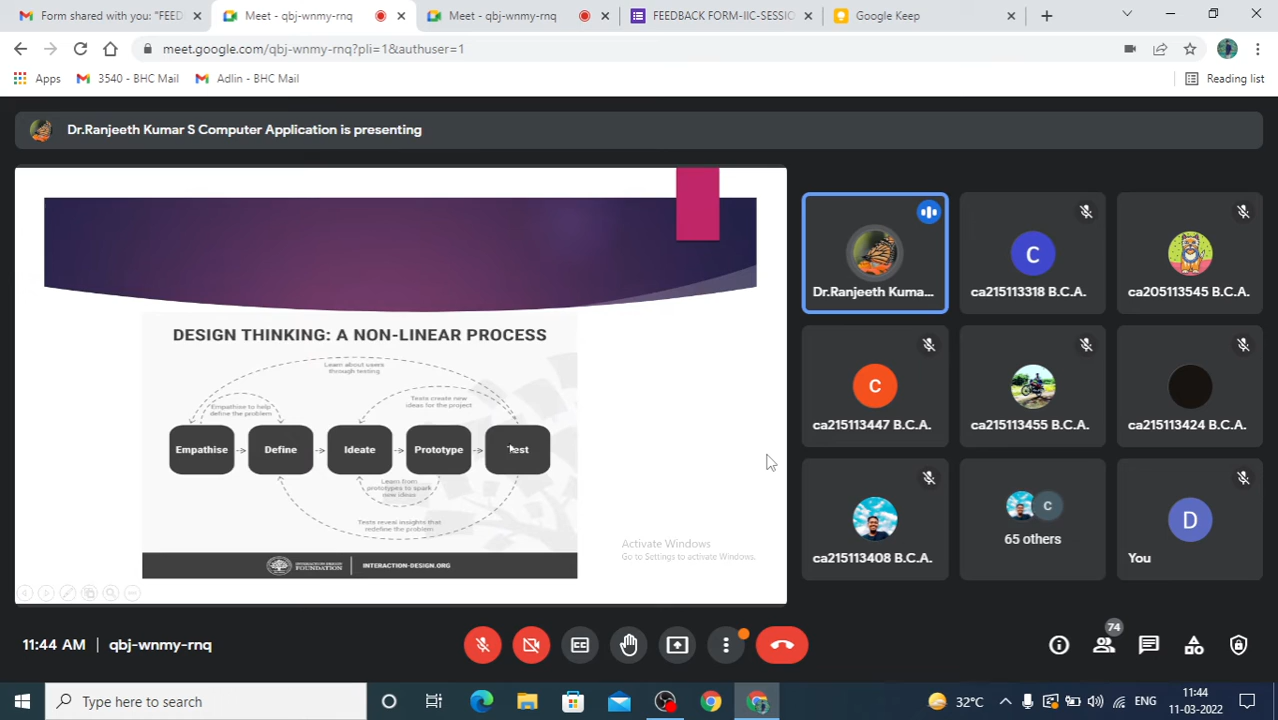 Form shared with you: "FEED
Meet - qbj-wnmy-rnq
Meet - qbj-wnmy-rnq
FEEDBACK FORM-IIC-SESSIO
Google Keep
meet.google.com/qbj-wnmy-rnq?pli=1&authuser=1
Apps
3540 - BHC Mail
Adlin - BHC Mail
Reading list
Dr.Ranjeeth Kumar S Computer Application is presenting
DESIGN THINKING: A NON-LINEAR PROCESS
Learn about users
through testing
Empathise to help
define the problem
Tests create new
ideas for the project
Empathise
Define
Ideate
Prototype
Test
Learn from
prototypes to spark
new ideas
Tests reveal insights that
redefine the problem
INTERACTION DESIGN
FOUNDATION
INTERACTION-DESIGN.ORG
Activate Windows
Go to Settings to activate Windows.
Dr.Ranjeeth Kuma...
C
ca215113318 B.C.A.
ca205113545 B.C.A.
C
ca215113447 B.C.A.
ca215113455 B.C.A.
ca215113424 B.C.A.
ca215113408 B.C.A.
C
65 others
D
You
11:44 AM
qbj-wnmy-rnq
CC
74
Type here to search
32°C
ENG
11:44
11-03-2022